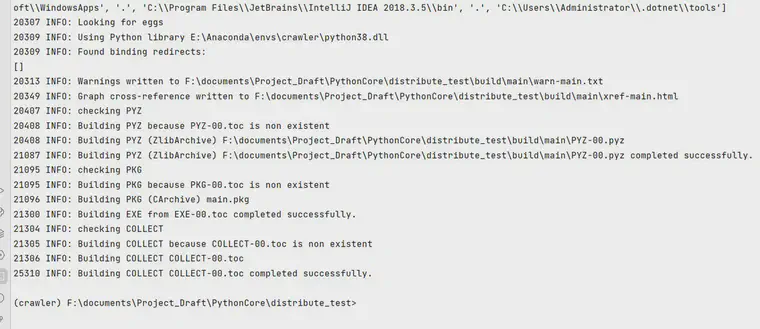 oft\\WindowsApps', '.', 'C:\\Program Files\\JetBrains\\IntelliJ IDEA 2018.3.5\\bin', '.', 'C:\\Users\\Administrator\\.dotnet\\tools']
20307 INFO: Looking for eggs
20309 INFO: Using Python library E:\Anaconda\envs\crawler\python38.dll
20309 INFO: Found binding redirects:
[]
20313 INFO: Warnings written to F:\documents\Project_Draft\PythonCore\distribute_test\build\main\warn-main.txt
20349 INFO: Graph cross-reference written to F:\documents\Project_Draft\PythonCore\distribute_test\build\main\xref-main.html
20407 INFO: checking PYZ
20408 INFO: Building PYZ because PYZ-00.toc is non existent
20408 INFO: Building PYZ (ZlibArchive) F:\documents\Project_Draft\PythonCore\distribute_test\build\main\PYZ-00.pyz
21087 INFO: Building PYZ (ZlibArchive) F:\documents\Project_Draft\PythonCore\distribute_test\build\main\PYZ-00.pyz completed successfully.
21095 INFO: checking PKG
21095 INFO: Building PKG because PKG-00.toc is non existent
21096 INFO: Building PKG (CArchive) main.pkg
21300 INFO: Building EXE from EXE-00.toc completed successfully.
21304 INFO: checking COLLECT
21305 INFO: Building COLLECT because COLLECT-00.toc is non existent
21306 INFO: Building COLLECT COLLECT-00.toc
25310 INFO: Building COLLECT COLLECT-00.toc completed successfully.
(crawler) F:\documents\Project_Draft\PythonCore\distribute_test>